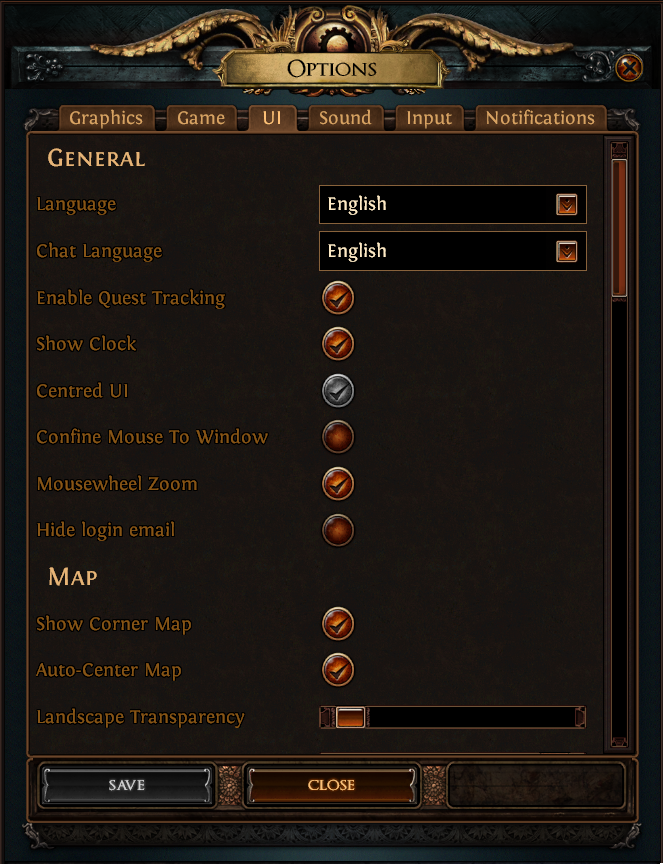 Options
Graphics Game UI Sound Input Notifications
General
Language English
Chat Language English
Enable Quest Tracking
Show Clock
Centred UI
Confine Mouse To Window
Mousewheel Zoom
Hide login email
Map
Show Corner Map
Auto-Center Map
Landscape Transparency
SAVE CLOSE